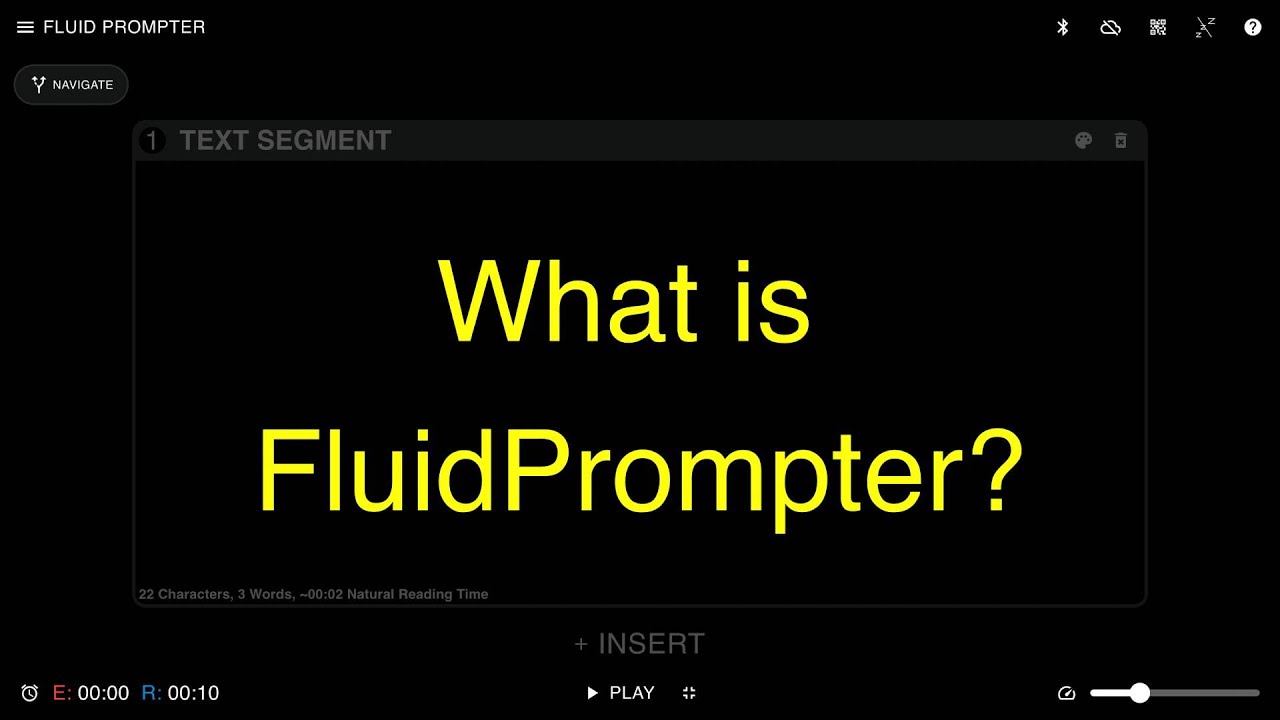 FLUID PROMPTER
NAVIGATE
1 TEXT SEGMENT
What is
FluidPrompter?
22 Characters, 3 Words, ~00:02 Natural Reading Time
+ INSERT
E: 00:00 R: 00:10
PLAY